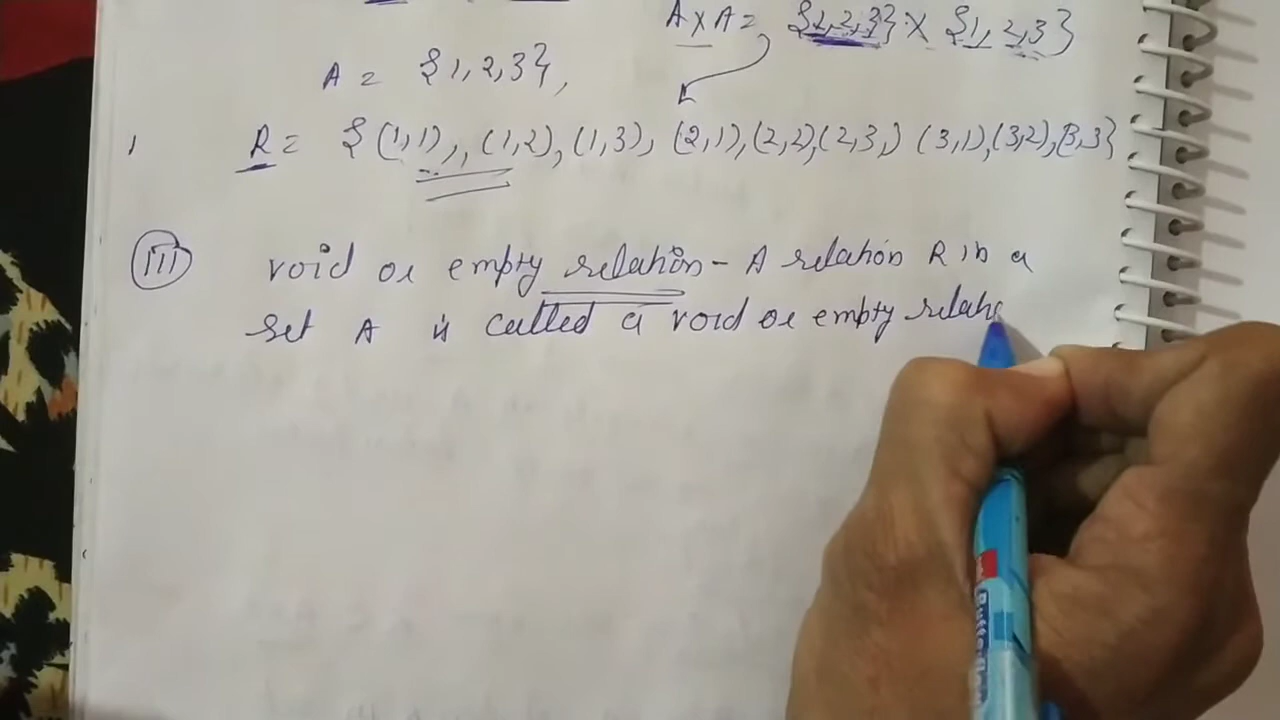 A×A= {1,2,3} × {1,2,3}
A = {1,2,3},
R = {(1,1), (1,2), (1,3), (2,1), (2,2), (2,3,) (3,1), (3,2), (3,3}
III void or empty relation - A relation R in a
set A is called a void or empty relatio
Butter